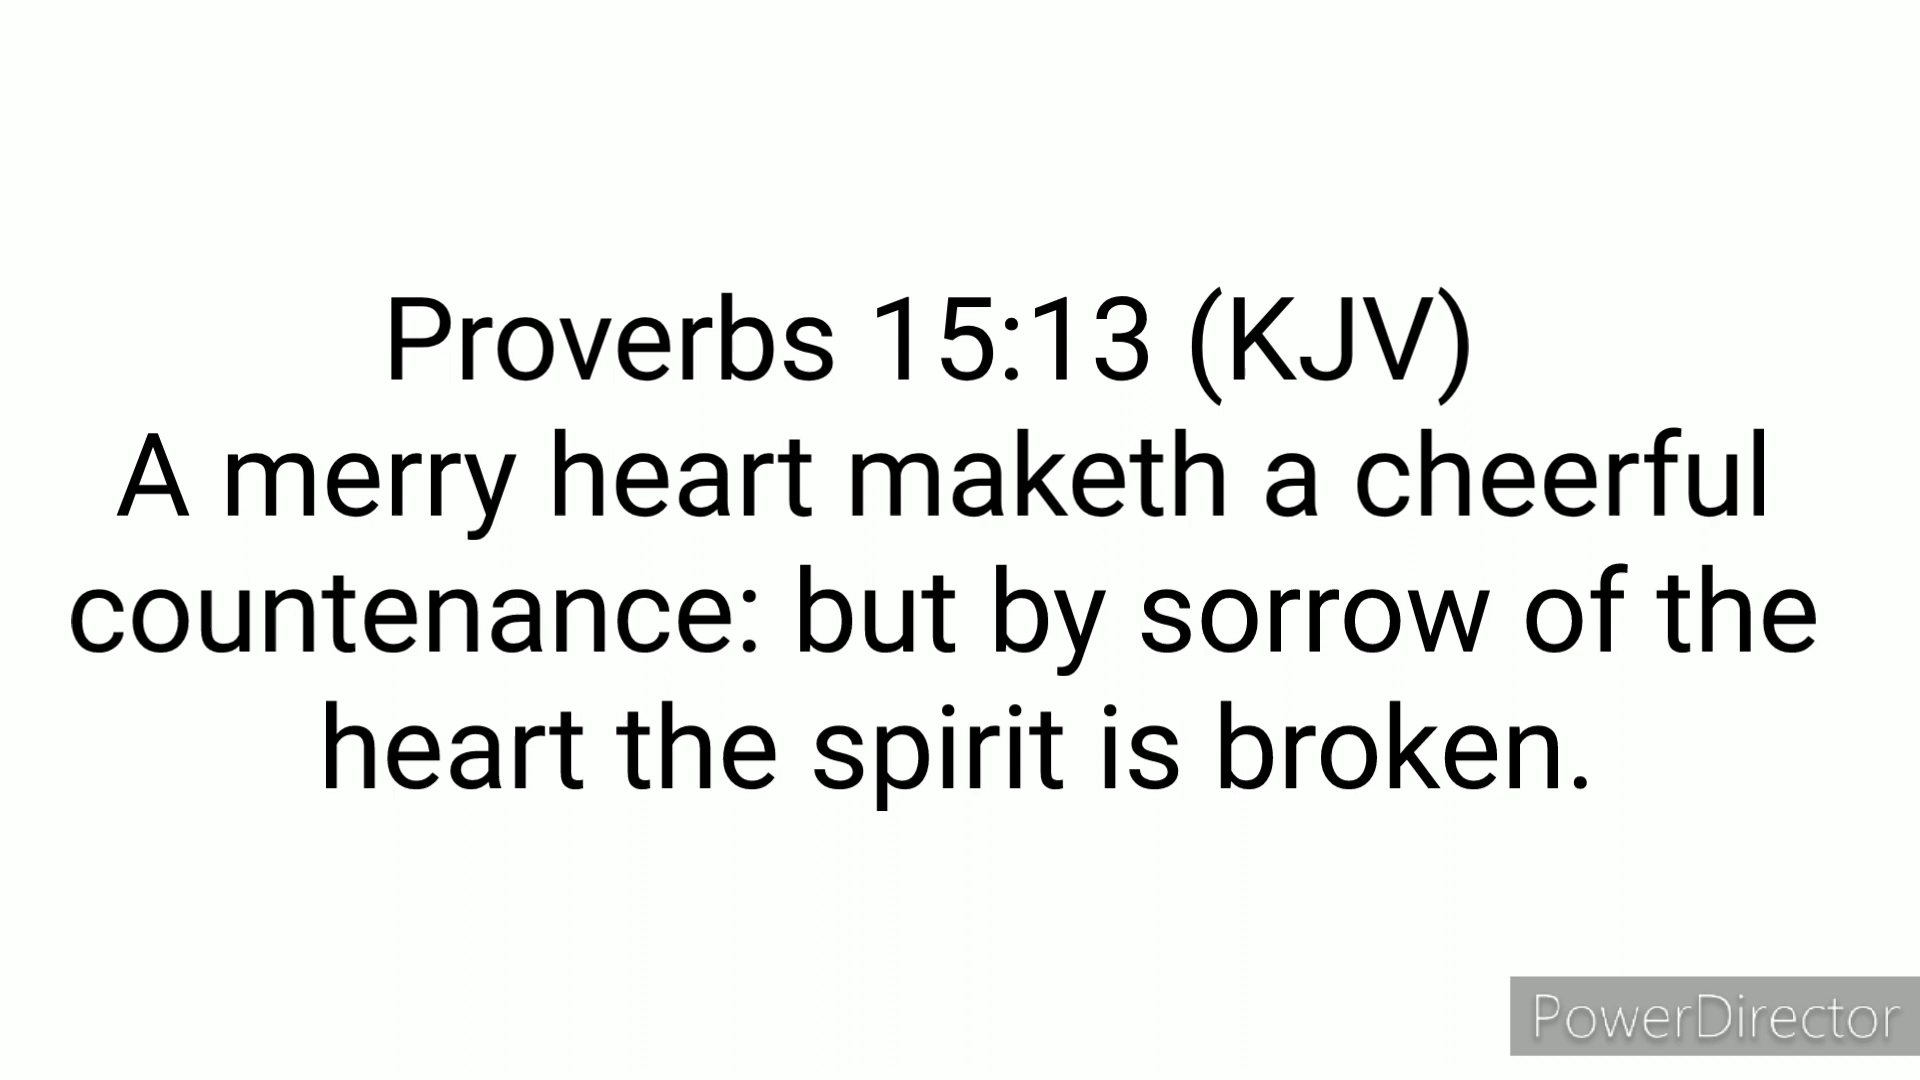 Proverbs 15:13 (KJV)
A merry heart maketh a cheerful
countenance: but by sorrow of the
heart the spirit is broken.
PowerDirector